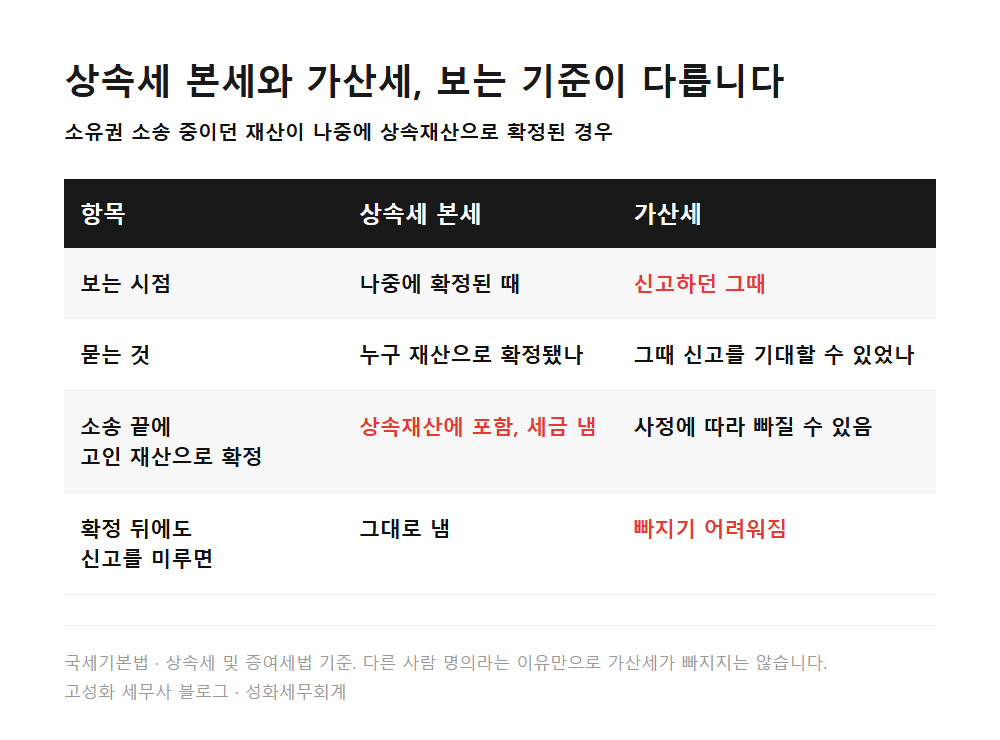 상속세 본세와 가산세, 보는 기준이 다릅니다
소유권 소송 중이던 재산이 나중에 상속재산으로 확정된 경우
항목 상속세 본세 가산세
보는 시점 나중에 확정된 때 신고하던 그때
묻는 것 누구 재산으로 확정됐나 그때 신고를 기대할 수 있었나
소송 끝에 상속재산에 포함, 세금 냄 사정에 따라 빠질 수 있음
고인 재산으로 확정
확정 뒤에도 그대로 냄 빠지기 어려워짐
신고를 미루면
국세기본법 · 상속세 및 증여세법 기준. 다른 사람 명의라는 이유만으로 가산세가 빠지지는 않습니다.
고성화 세무사 블로그 · 성화세무회계